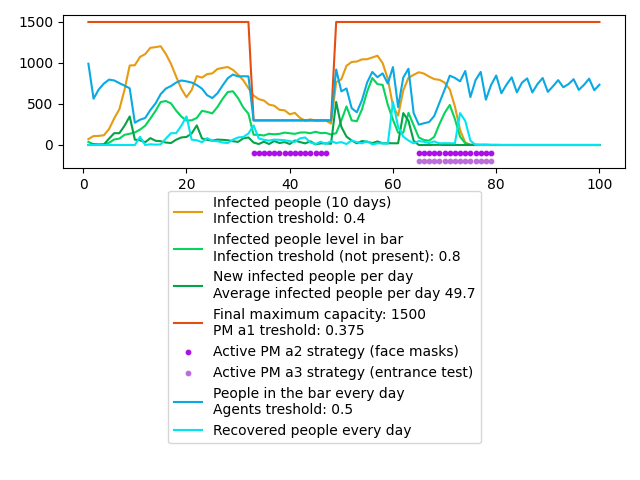 1500
1000
500
0
0
20
40
60
80
100
Infected people (10 days)
Infection treshold: 0.4
Infected people level in bar
Infection treshold (not present): 0.8
New infected people per day
Average infected people per day 49.7
Final maximum capacity: 1500
PM a1 treshold: 0.375
Active PM a2 strategy (face masks)
Active PM a3 strategy (entrance test)
People in the bar every day
Agents treshold: 0.5
Recovered people every day